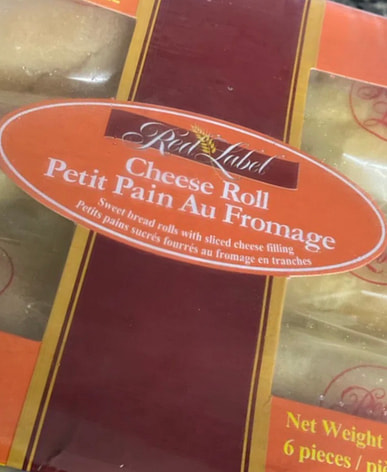 Red Label
Cheese Roll
Petit Pain Au Fromage
Sweet bread rolls with sliced cheese filling
Petits pains sucrés fourrés au fromage en tranches
Net Weight
6 pieces /